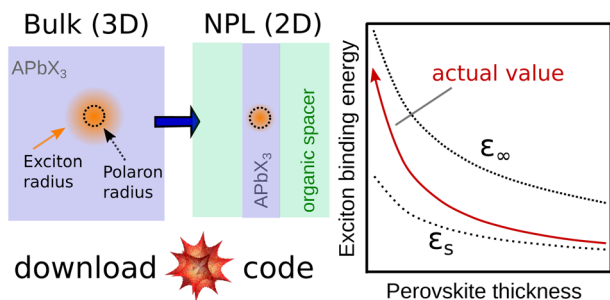 Bulk (3D)
APbX₃
Exciton
radius
Polaron
radius
NPL (2D)
APbX₃
organic spacer
download code
Exciton binding energy
actual value
ε∞
εs
Perovskite thickness